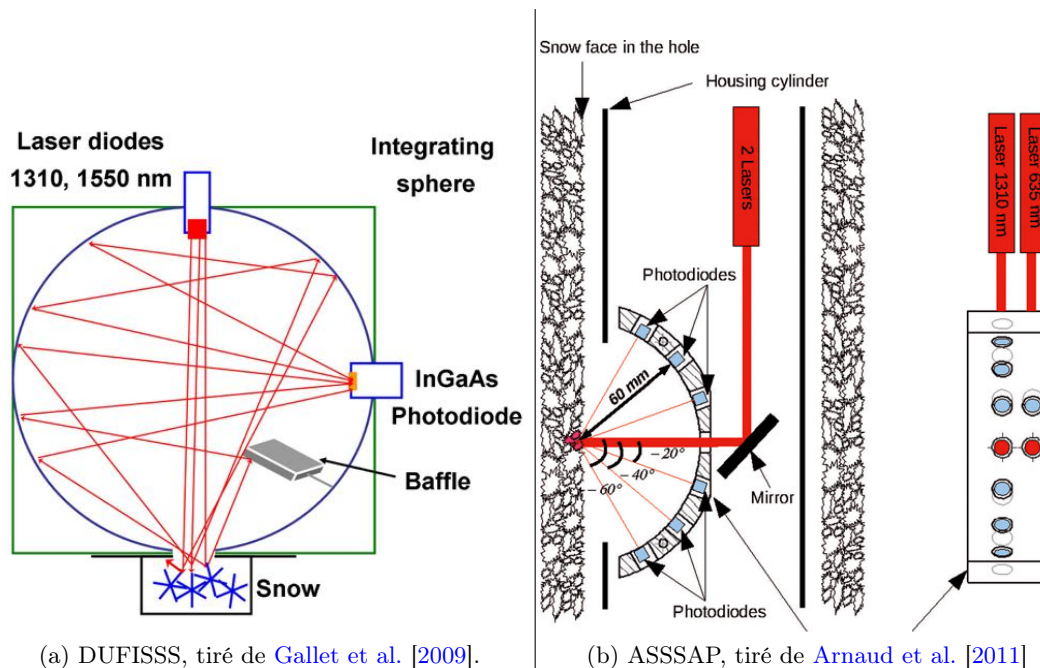 Laser diodes
1310, 1550 nm
Integrating
sphere
InGaAs
Photodiode
Baffle
Snow
(a) DUFISSS, tiré de Gallet et al. [2009].
Snow face in the hole
Housing cylinder
2 Lasers
Photodiodes
60 mm
-20°
-40°
-60°
Mirror
Photodiodes
Laser 1310 nm
Laser 635 nm
(b) ASSSAP, tiré de Arnaud et al. [2011]